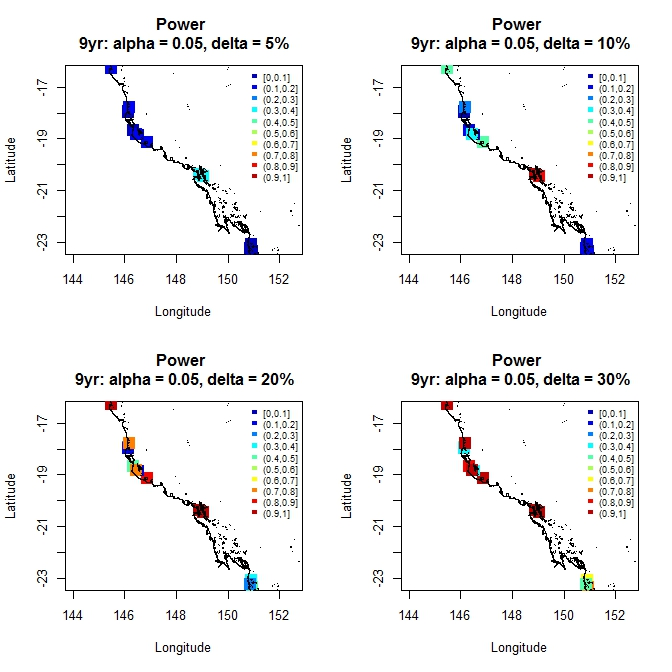 Power
9yr: alpha = 0.05, delta = 5%
Latitude
-17
-19
-21
-23
[0,0.1]
(0.1,0.2]
(0.2,0.3]
(0.3,0.4]
(0.4,0.5]
(0.5,0.6]
(0.6,0.7]
(0.7,0.8]
(0.8,0.9]
(0.9,1]
144 146 148 150 152
Longitude
Power
9yr: alpha = 0.05, delta = 10%
Latitude
-17
-19
-21
-23
[0,0.1]
(0.1,0.2]
(0.2,0.3]
(0.3,0.4]
(0.4,0.5]
(0.5,0.6]
(0.6,0.7]
(0.7,0.8]
(0.8,0.9]
(0.9,1]
144 146 148 150 152
Longitude
Power
9yr: alpha = 0.05, delta = 20%
Latitude
-17
-19
-21
-23
[0,0.1]
(0.1,0.2]
(0.2,0.3]
(0.3,0.4]
(0.4,0.5]
(0.5,0.6]
(0.6,0.7]
(0.7,0.8]
(0.8,0.9]
(0.9,1]
144 146 148 150 152
Longitude
Power
9yr: alpha = 0.05, delta = 30%
Latitude
-17
-19
-21
-23
[0,0.1]
(0.1,0.2]
(0.2,0.3]
(0.3,0.4]
(0.4,0.5]
(0.5,0.6]
(0.6,0.7]
(0.7,0.8]
(0.8,0.9]
(0.9,1]
144 146 148 150 152
Longitude